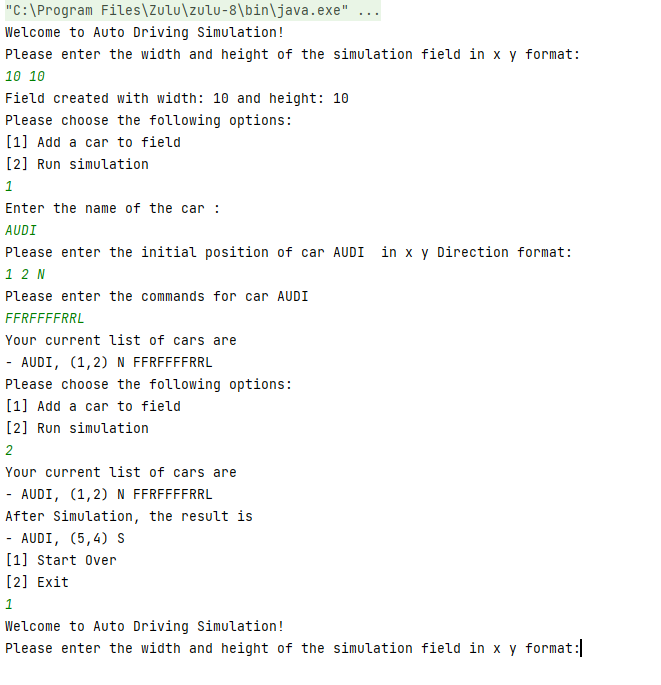 "C:\Program Files\Zulu\zulu-8\bin\java.exe" ...
Welcome to Auto Driving Simulation!
Please enter the width and height of the simulation field in x y format:
10 10
Field created with width: 10 and height: 10
Please choose the following options:
[1] Add a car to field
[2] Run simulation
1
Enter the name of the car :
AUDI
Please enter the initial position of car AUDI  in x y Direction format:
1 2 N
Please enter the commands for car AUDI
FFRFFFFRRL
Your current list of cars are
- AUDI, (1,2) N FFRFFFFRRL
Please choose the following options:
[1] Add a car to field
[2] Run simulation
2
Your current list of cars are
- AUDI, (1,2) N FFRFFFFRRL
After Simulation, the result is
- AUDI, (5,4) S
[1] Start Over
[2] Exit
1
Welcome to Auto Driving Simulation!
Please enter the width and height of the simulation field in x y format: